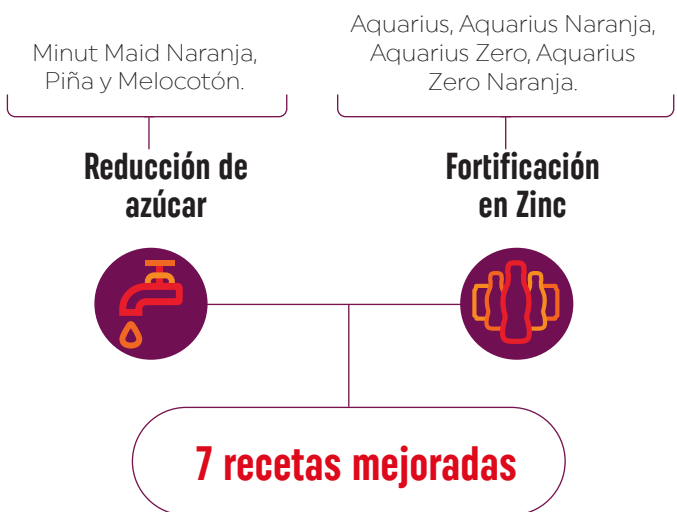 Minut Maid Naranja,
Piña y Melocotón.
Reducción de
azúcar
Aquarius, Aquarius Naranja,
Aquarius Zero, Aquarius
Zero Naranja.
Fortificación
en Zinc
7 recetas mejoradas